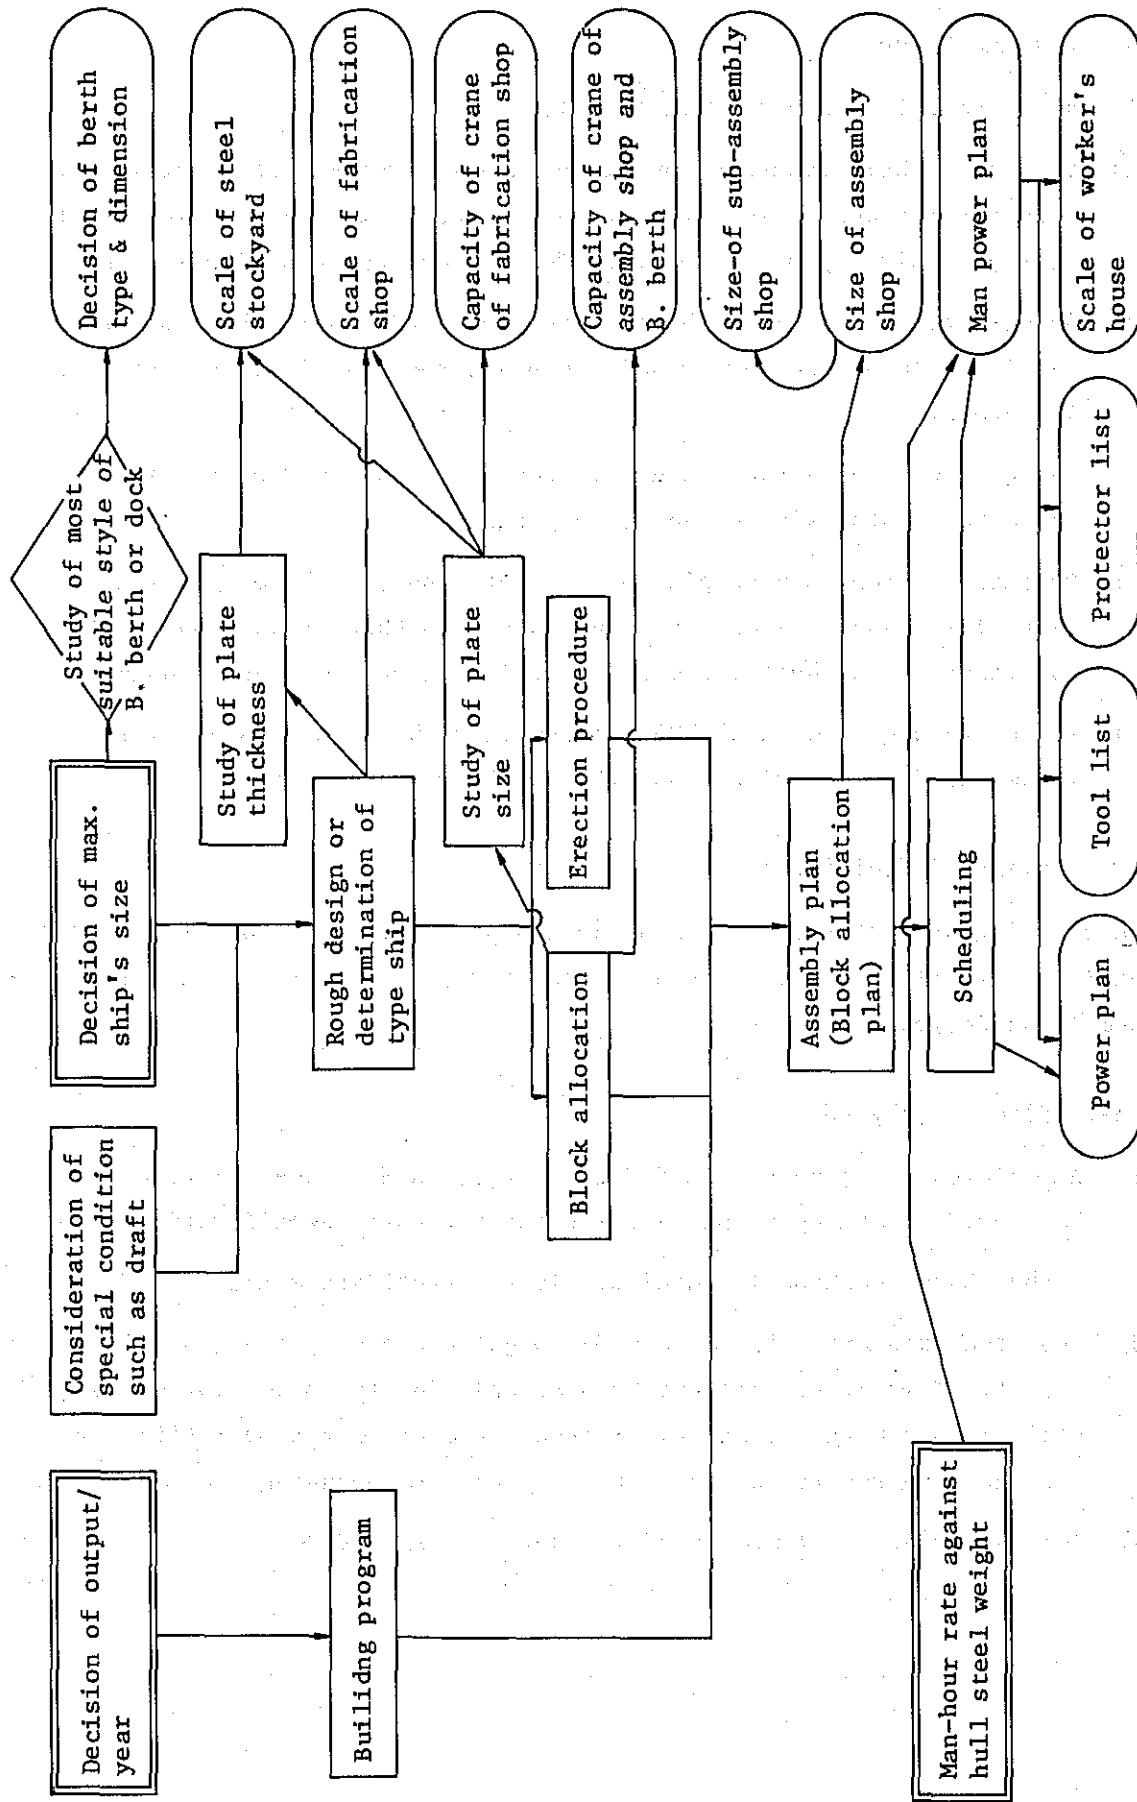 Decision of output/
year
Consideration of
special condition
such as draft
Decision of max.
ship's size
Study of most
suitable style of
B. berth or dock
Decision of berth
type & dimension
Study of plate
thickness
Scale of steel
stockyard
Builidng program
Rough design or
determination of
type ship
Scale of fabrication
shop
Study of plate
size
Capacity of crane
of fabrication shop
Block allocation
Erection procedure
Capacity of crane of
assembly shop and
B. berth
Size-of sub-assembly
shop
Assembly plan
(Block allocation
plan)
Size of assembly
shop
Man-hour rate against
hull steel weight
Scheduling
Man power plan
Power plan
Tool list
Protector list
Scale of worker's
house